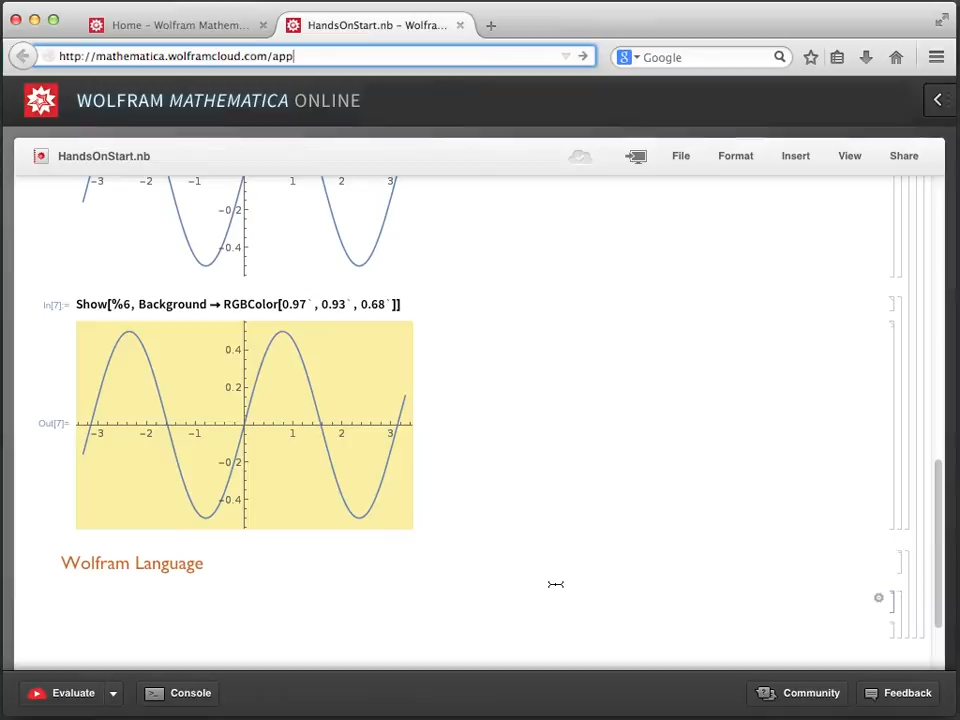 Home – Wolfram Mathem...
HandsOnStart.nb – Wolfra...
http://mathematica.wolframcloud.com/app
Google
WOLFRAM MATHEMATICA ONLINE
HandsOnStart.nb
File Format Insert View Share
-3 -2 -1 1 2 3
-0.2
-0.4
In[7]:= Show[%6, Background → RGBColor[0.97`, 0.93`, 0.68`]]
0.4
0.2
Out[7]=
-3 -2 -1 1 2 3
-0.2
-0.4
Wolfram Language
Evaluate Console Community Feedback